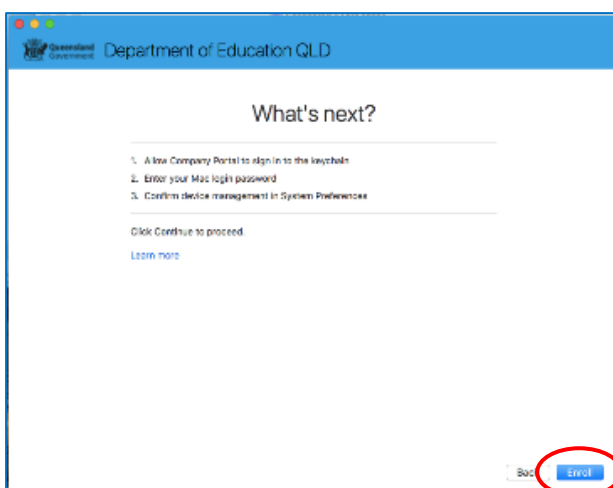 Queensland
Government
Department of Education QLD
What's next?
1. Allow Company Portal to sign in to the keychain
2. Enter your Mac login password
3. Confirm device management in System Preferences
Click Continue to proceed.
Learn more
Back
Enroll